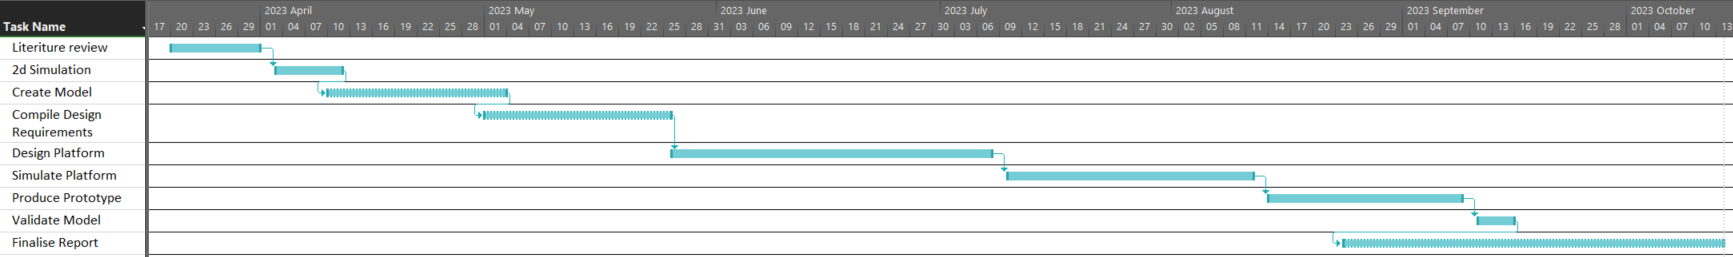 2023 April 2023 May 2023 June 2023 July 2023 August 2023 September 2023 October
Task Name 17 20 23 26 29 01 04 07 10 13 16 19 22 25 28 01 04 07 10 13 16 19 22 25 28 31 03 06 09 12 15 18 21 24 27 30 03 06 09 12 15 18 21 24 27 30 02 05 08 11 14 17 20 23 26 29 01 04 07 10 13 16 19 22 25 28 01 04 07 10 13
Literiture review
2d Simulation
Create Model
Compile Design
Requirements
Design Platform
Simulate Platform
Produce Prototype
Validate Model
Finalise Report